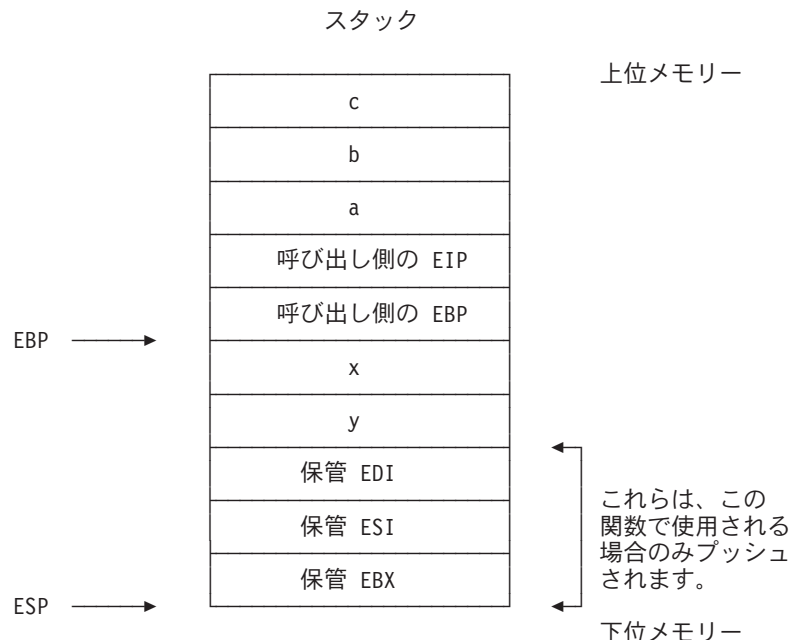 スタック
上位メモリー
c
b
a
呼び出し側の EIP
呼び出し側の EBP
EBP
x
y
保管 EDI
保管 ESI
保管 EBX
これらは、この
関数で使用される
場合のみプッシュ
されます。
ESP
下位メモリー